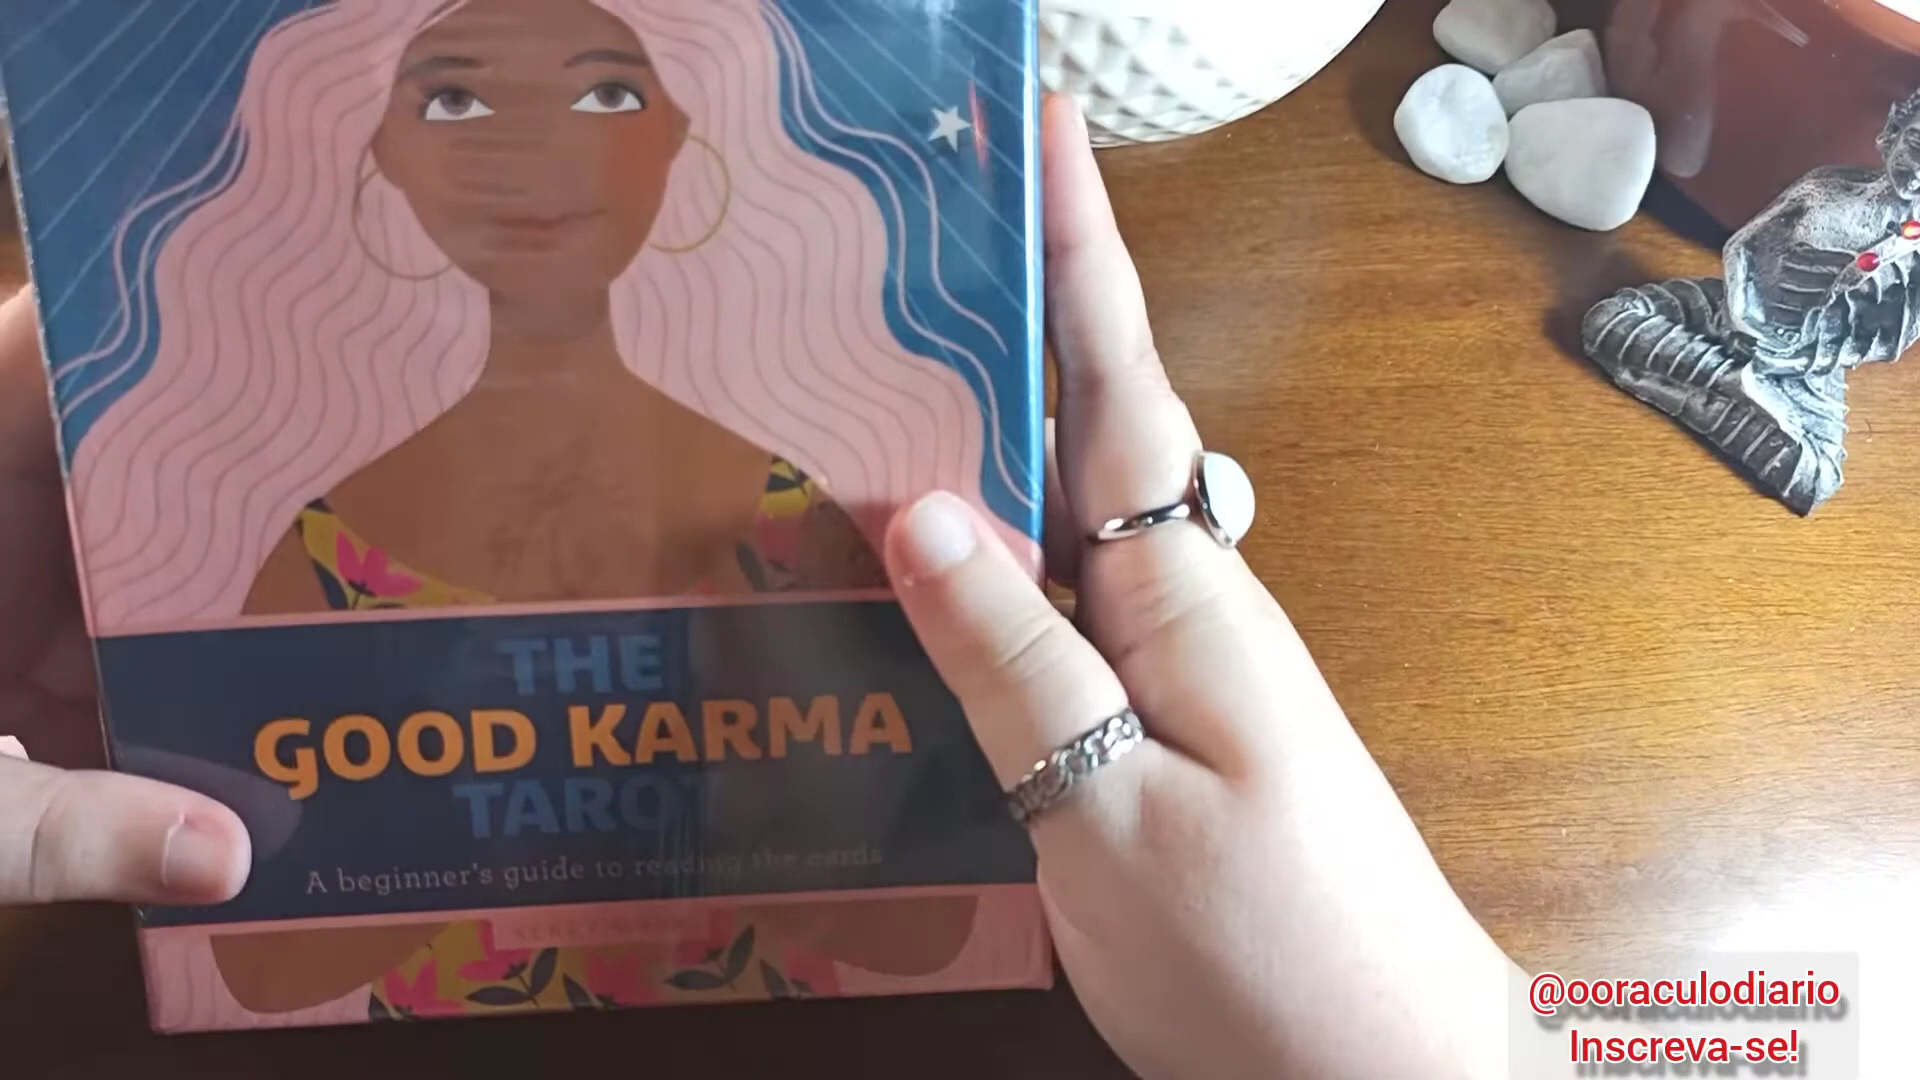 THE
GOOD KARMA
TAROT
A beginner's guide to reading the cards
@ooraculodiario
Inscreva-se!